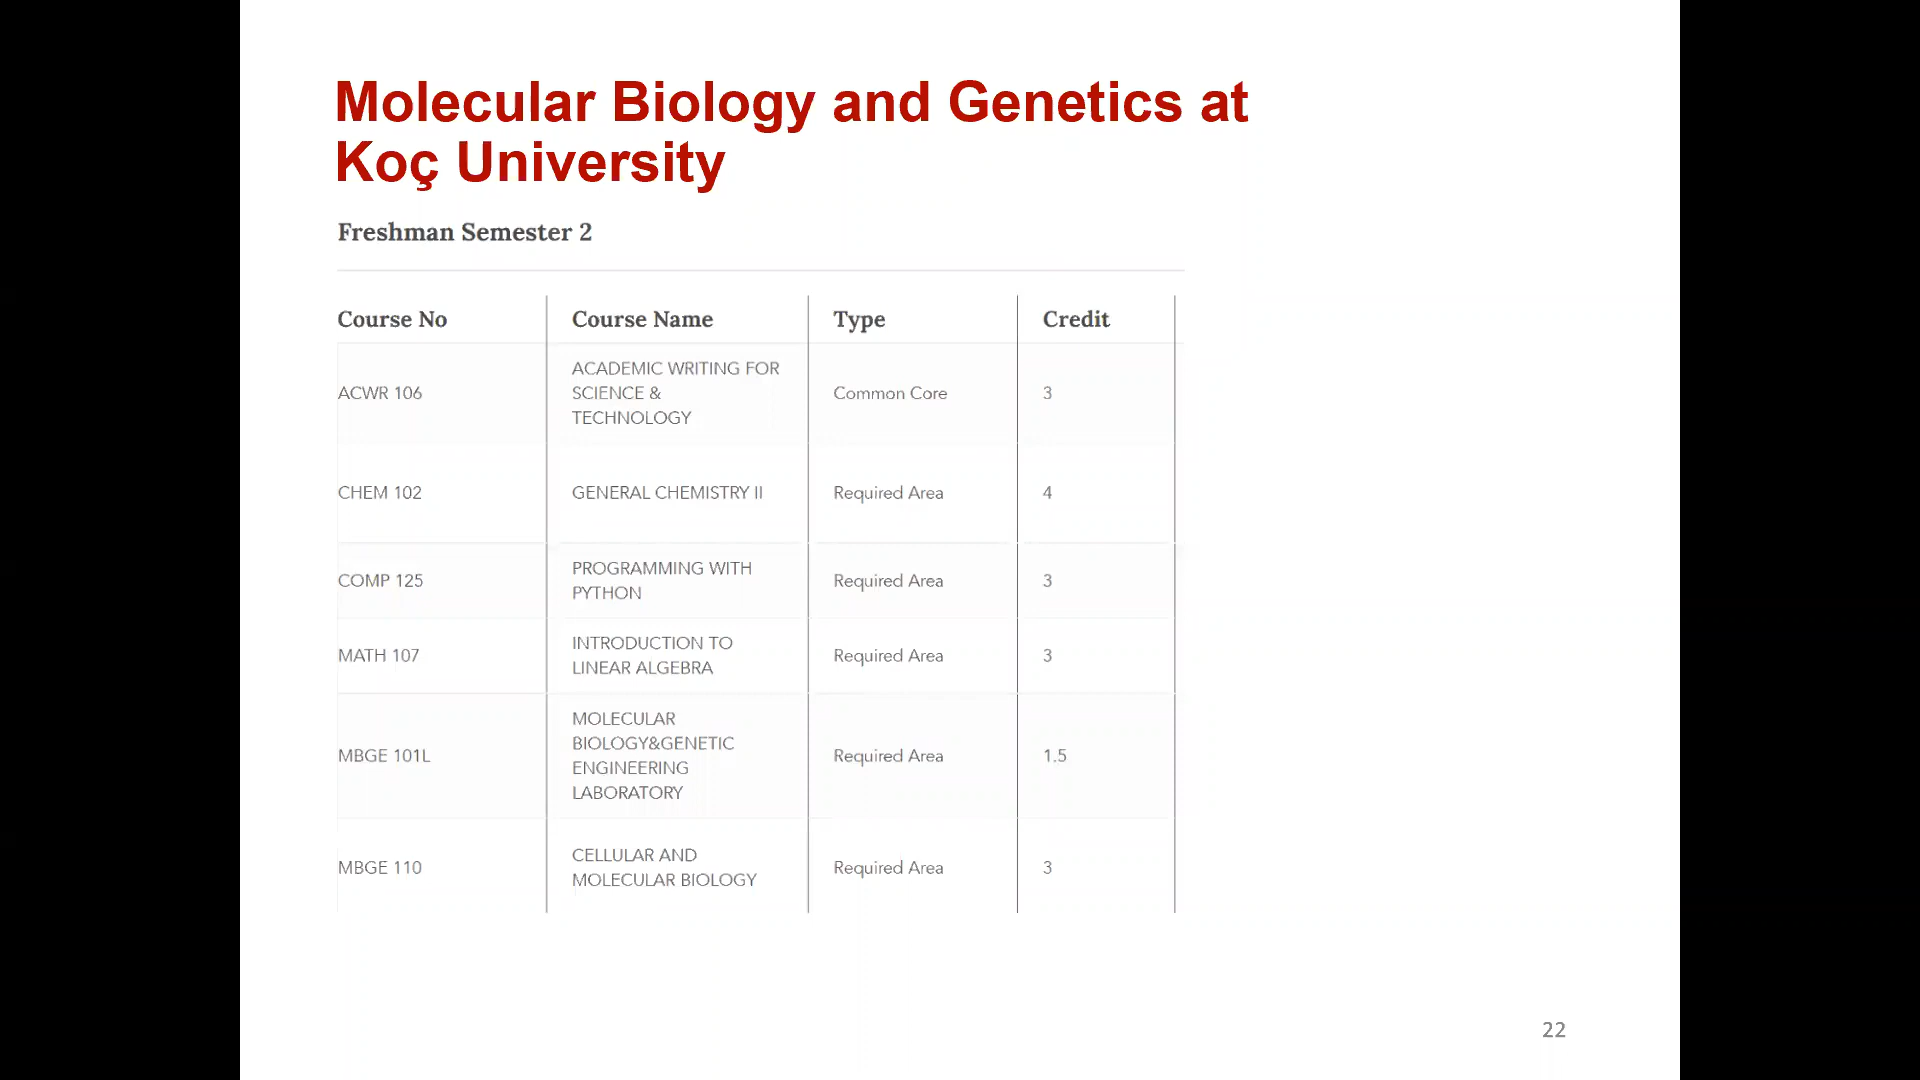 Molecular Biology and Genetics at
Koç University
Freshman Semester 2
Course No Course Name Type Credit
ACWR 106 ACADEMIC WRITING FOR SCIENCE & TECHNOLOGY Common Core 3
CHEM 102 GENERAL CHEMISTRY II Required Area 4
COMP 125 PROGRAMMING WITH PYTHON Required Area 3
MATH 107 INTRODUCTION TO LINEAR ALGEBRA Required Area 3
MBGE 101L MOLECULAR BIOLOGY&GENETIC ENGINEERING LABORATORY Required Area 1.5
MBGE 110 CELLULAR AND MOLECULAR BIOLOGY Required Area 3
22